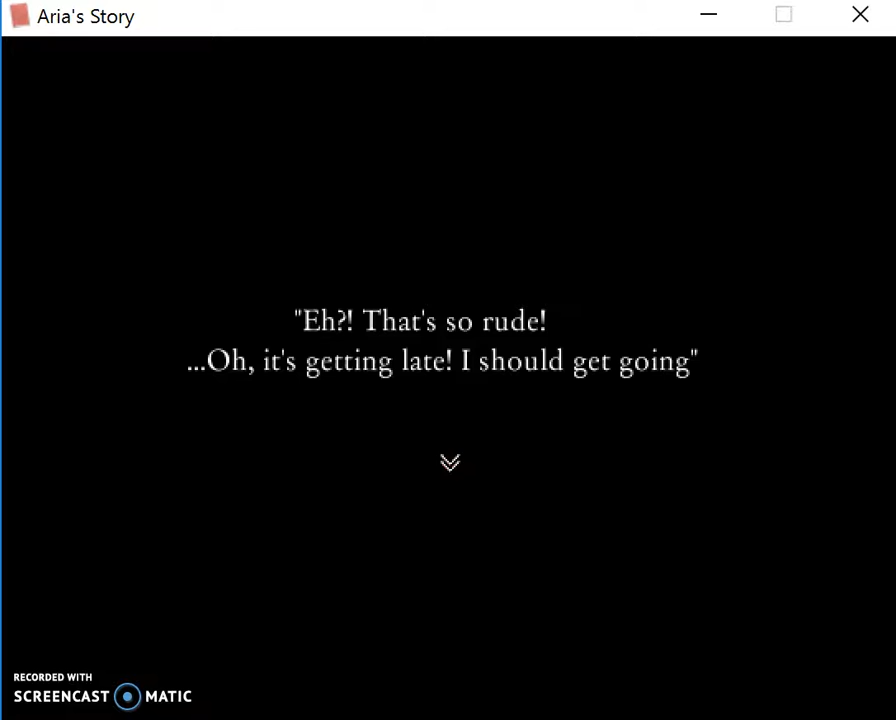 Aria's Story
"Eh?! That's so rude!
...Oh, it's getting late! I should get going"
RECORDED WITH
SCREENCAST MATIC